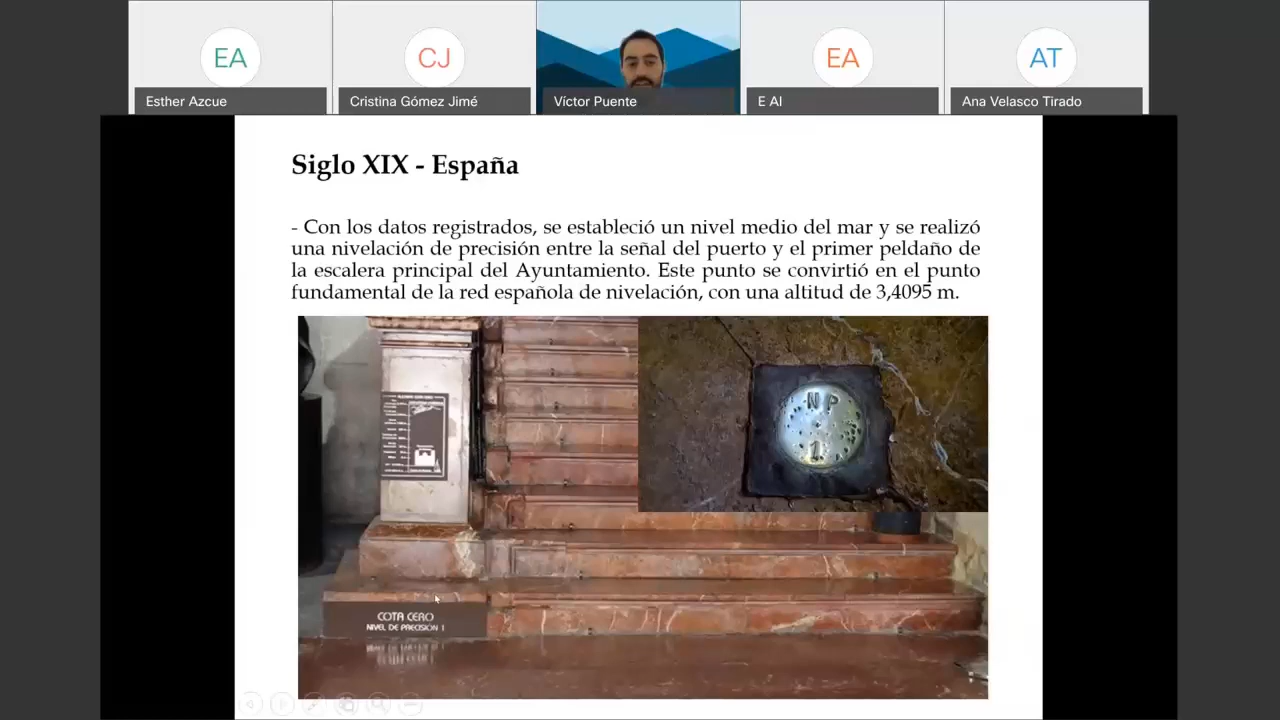 EA
CJ
EA
AT
Esther Azcue
Cristina Gómez Jimé
Víctor Puente
E Al
Ana Velasco Tirado
Siglo XIX - España
- Con los datos registrados, se estableció un nivel medio del mar y se realizó
una nivelación de precisión entre la señal del puerto y el primer peldaño de
la escalera principal del Ayuntamiento. Este punto se convirtió en el punto
fundamental de la red española de nivelación, con una altitud de 3,4095 m.
NP
1
COTA CERO
NIVEL DE PRECISION 1